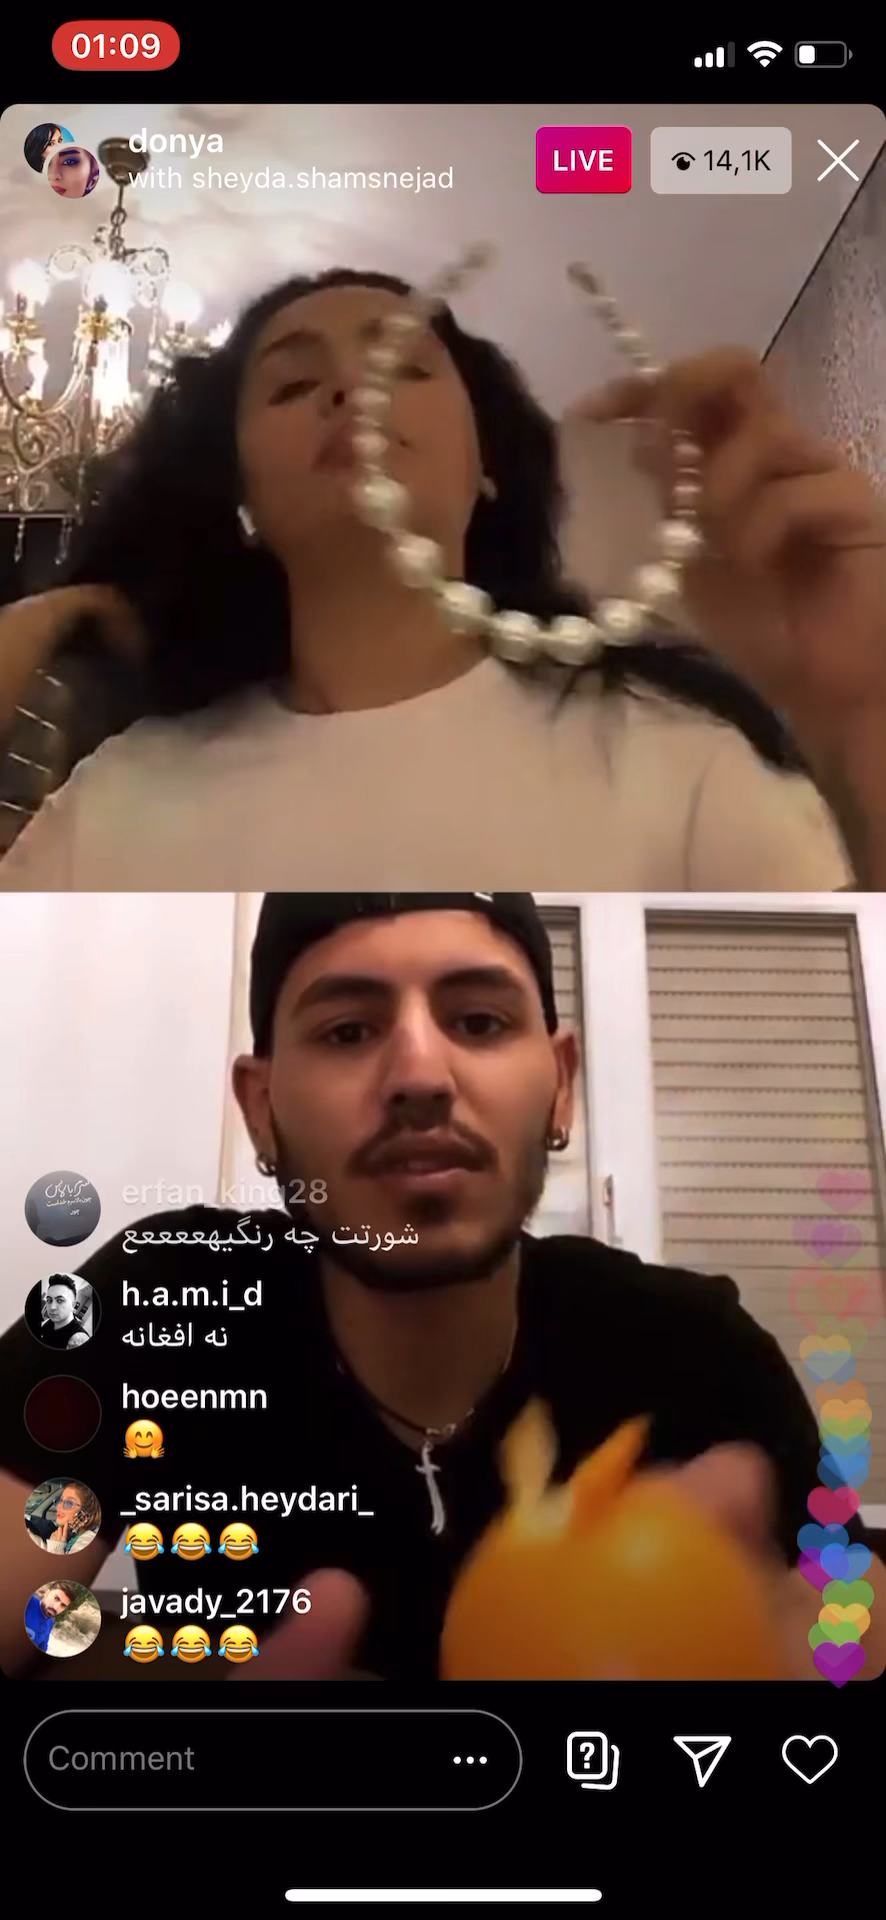 01:09
donya
with sheyda.shamsnejad
LIVE
14,1K
erfan_king28
شورتت چه رنگیهعععععع
h.a.m.i_d
نه افغانه
hoeenmn
🤗
_sarisa.heydari_
😂😂😂
javady_2176
😂😂😂
Comment